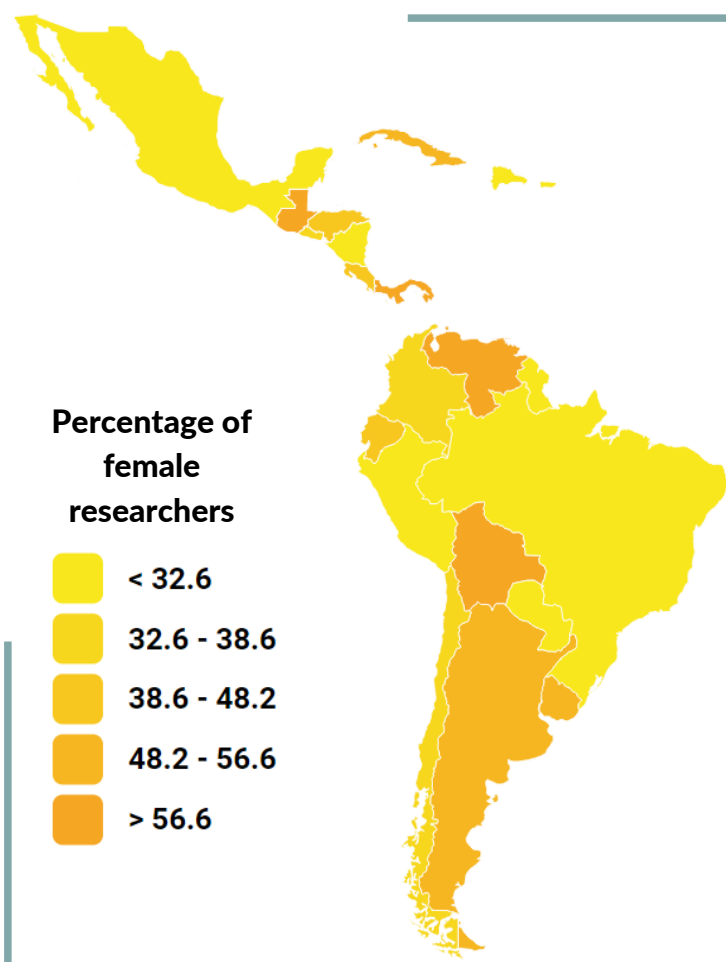 Percentage of
female
researchers
< 32.6
32.6 - 38.6
38.6 - 48.2
48.2 - 56.6
> 56.6